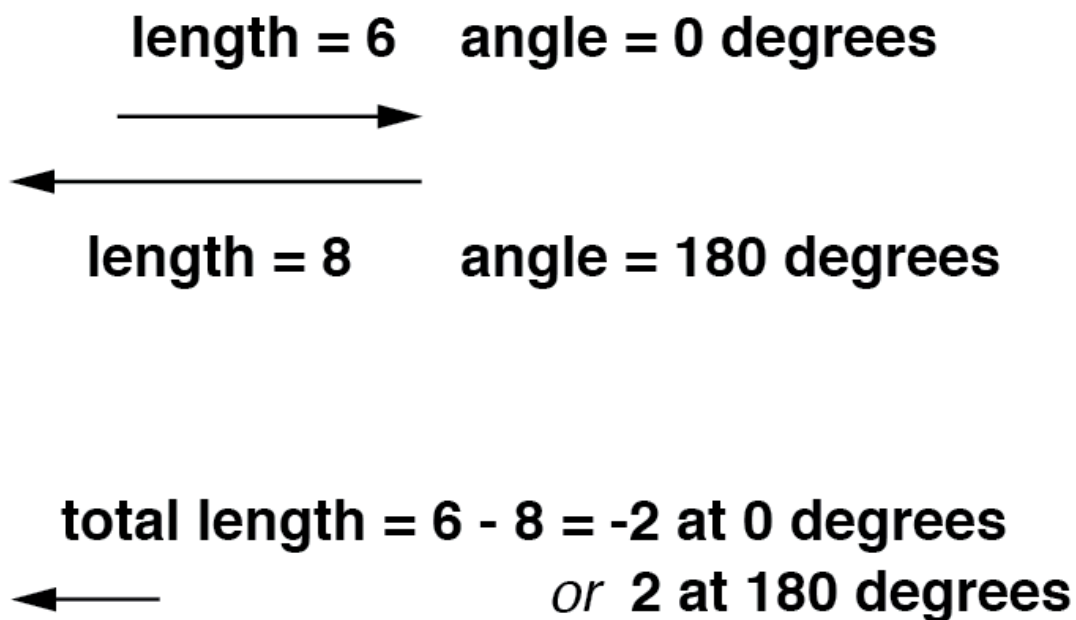 length = 6 angle = 0 degrees
length = 8 angle = 180 degrees
total length = 6 - 8 = -2 at 0 degrees
or 2 at 180 degrees